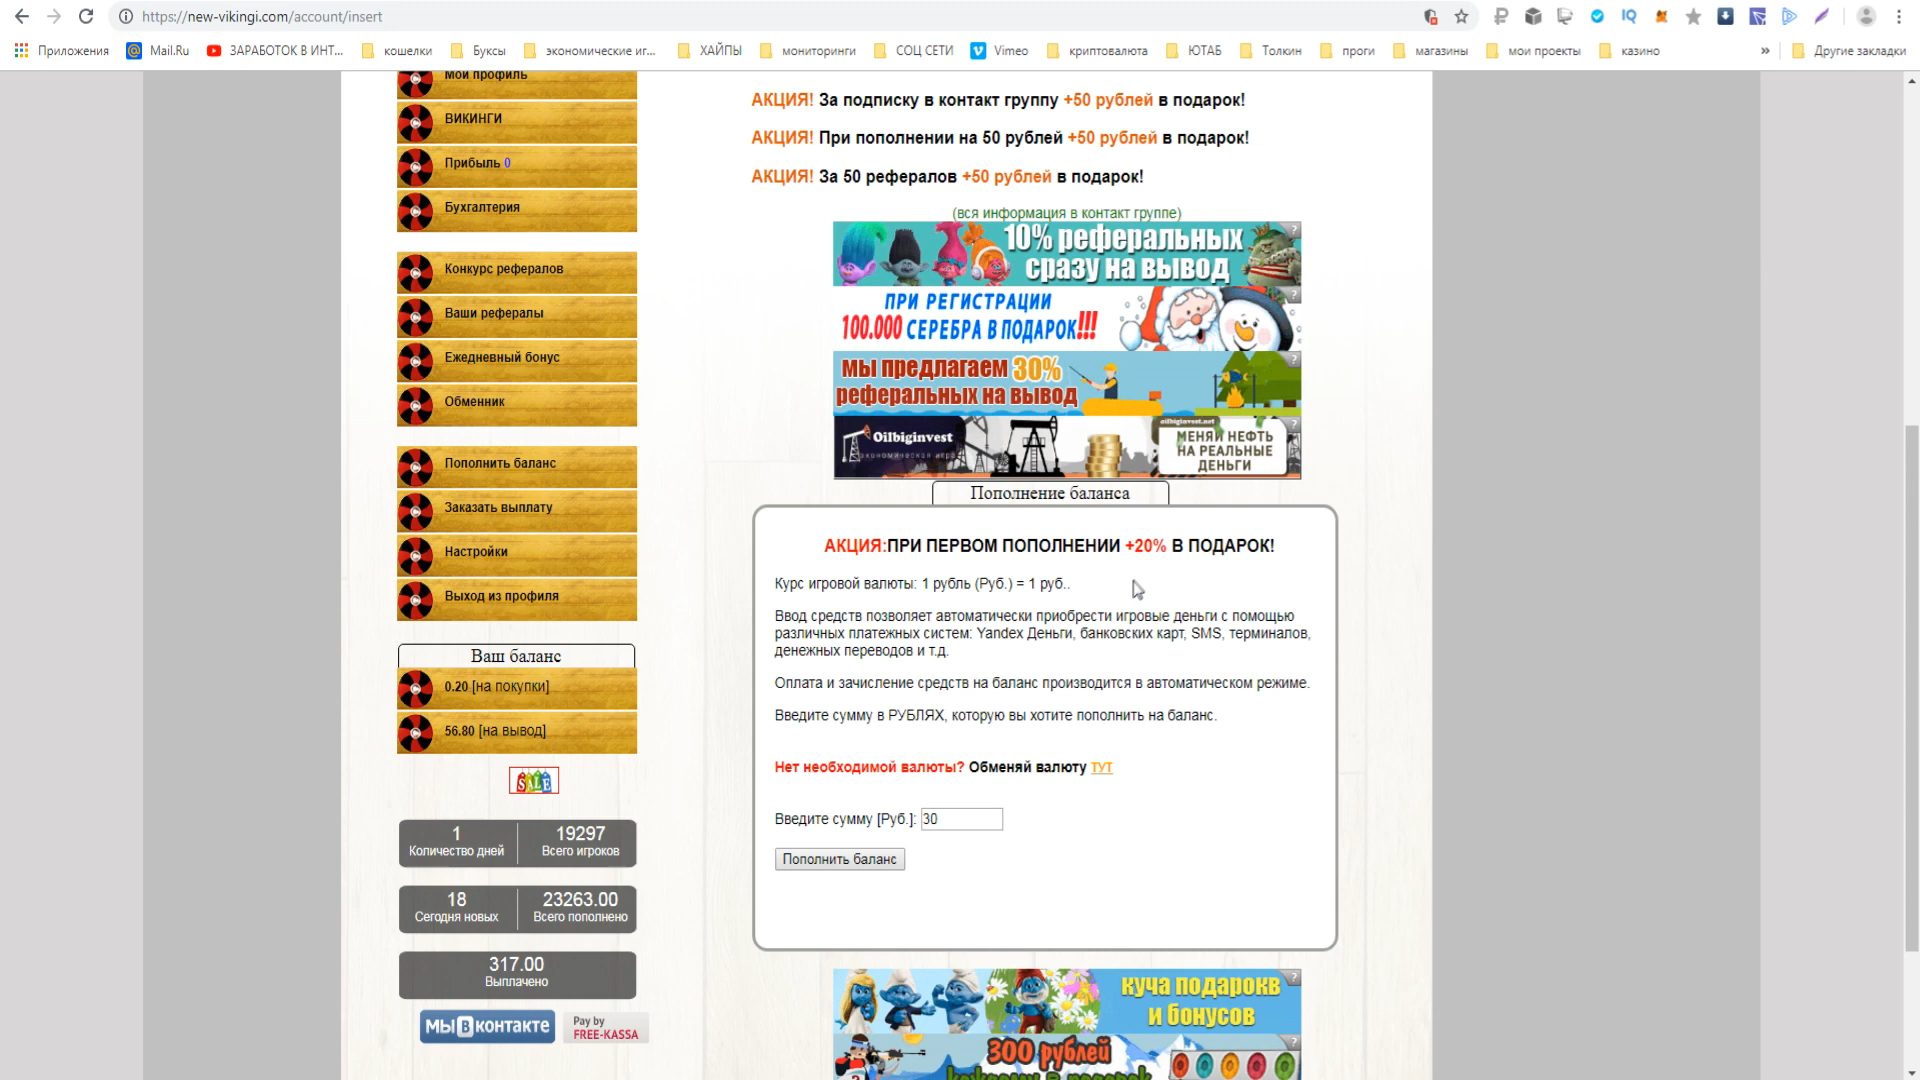 https://new-vikingi.com/account/insert
Приложения
Mail.Ru
ЗАРАБОТОК В ИНТ...
кошелки
Буксы
экономические иг...
ХАЙПЫ
мониторинги
СОЦ СЕТИ
Vimeo
криптовалюта
ЮТАБ
Толкин
проги
магазины
мои проекты
казино
»
Другие закладки
Мой профиль
ВИКИНГИ
Прибыль 0
Бухгалтерия
Конкурс рефералов
Ваши рефералы
Ежедневный бонус
Обменник
Пополнить баланс
Заказать выплату
Настройки
Выход из профиля
Ваш баланс
0.20 [на покупки]
56.80 [на вывод]
SALE
1
Количество дней
19297
Всего игроков
18
Сегодня новых
23263.00
Всего пополнено
317.00
Выплачено
МЫ В КОНТАКТЕ
Pay by
FREE-KASSA
АКЦИЯ! За подписку в контакт группу +50 рублей в подарок!
АКЦИЯ! При пополнении на 50 рублей +50 рублей в подарок!
АКЦИЯ! За 50 рефералов +50 рублей в подарок!
(вся информация в контакт группе)
10% реферальных
сразу на вывод
ПРИ РЕГИСТРАЦИИ
100.000 СЕРЕБРА В ПОДАРОК!!!
мы предлагаем 30%
реферальных на вывод
Oilbiginvest
экономическая игра
oilbiginvest.net
МЕНЯЙ НЕФТЬ
НА РЕАЛЬНЫЕ
ДЕНЬГИ
Пополнение баланса
АКЦИЯ:ПРИ ПЕРВОМ ПОПОЛНЕНИИ +20% В ПОДАРОК!
Курс игровой валюты: 1 рубль (Руб.) = 1 руб..
Ввод средств позволяет автоматически приобрести игровые деньги с помощью
различных платежных систем: Yandex Деньги, банковских карт, SMS, терминалов,
денежных переводов и т.д.
Оплата и зачисление средств на баланс производится в автоматическом режиме.
Введите сумму в РУБЛЯХ, которую вы хотите пополнить на баланс.
Нет необходимой валюты? Обменяй валюту ТУТ
Введите сумму [Руб.]: 30
Пополнить баланс
куча подарокв
и бонусов
300 рублей
каждому в подарок